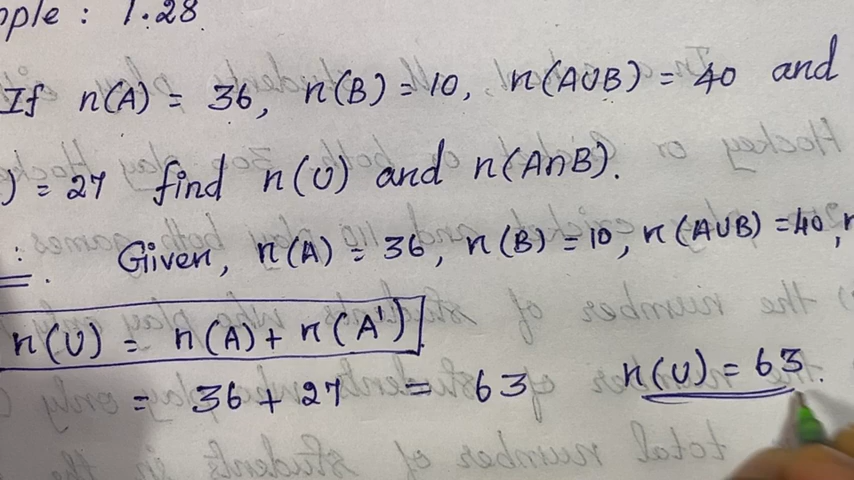 ple : 1.28.
If n(A) = 36, n(B) = 10, n(A∪B) = 40 and
) = 27 find n(U) and n(A∩B).
: Given, n(A) = 36, n(B) = 10, n(A∪B) = 40,
n(U) = n(A) + n(A')
= 36 + 27 = 63 n(U) = 63.